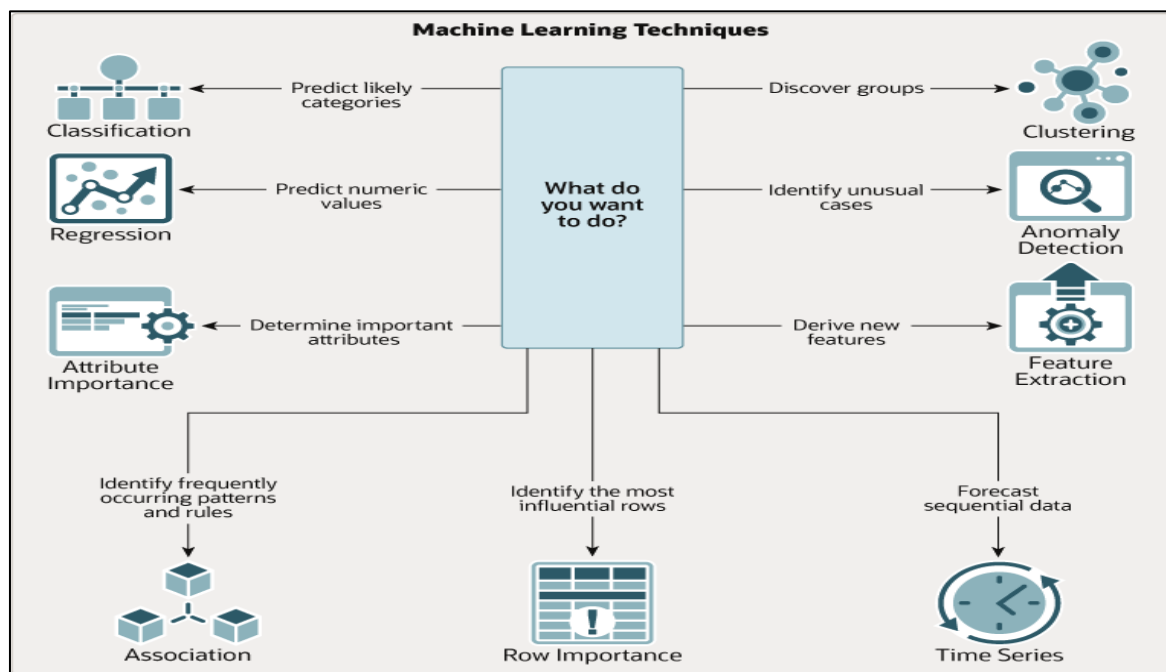 Machine Learning Techniques
Predict likely
categories
Classification
Discover groups
Clustering
What do
you want
to do?
Predict numeric
values
Regression
Identify unusual
cases
Anomaly
Detection
Determine important
attributes
Attribute
Importance
Derive new
features
Feature
Extraction
Identify frequently
occurring patterns
and rules
Association
Identify the most
influential rows
Row Importance
Forecast
sequential data
Time Series